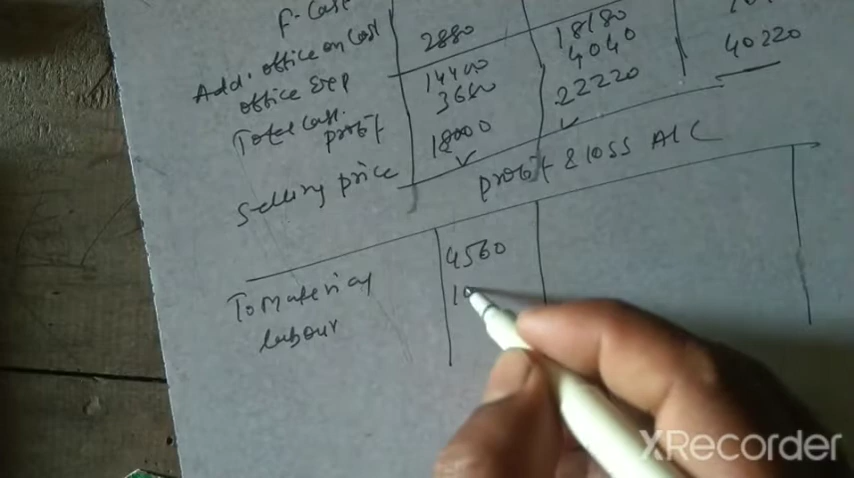 F-Cost
Add: office on Cost 2880 18180
office Exp 14400 4040 40220
Total Cost 22220
profit 18000
Selling price
profit & loss A/C
To Material 4560
labour 10
XRecorder